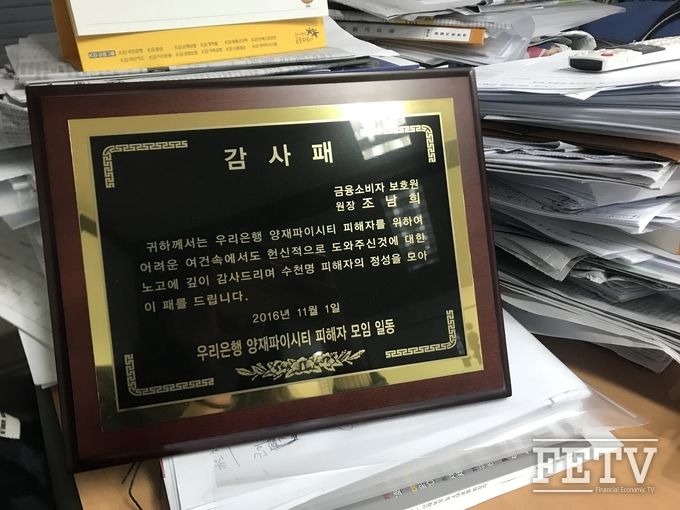 감 사 패
금융소비자 보호원
원장 조 남 희
귀하께서는 우리은행 양재파이시티 피해자를 위하여
어려운 여건속에서도 헌신적으로 도와주신것에 대한
노고에 깊이 감사드리며 수천명 피해자의 정성을 모아
이 패를 드립니다.
2016년 11월 1일
우리은행 양재파이시티 피해자 모임 일동
FETV
Financial Economic TV